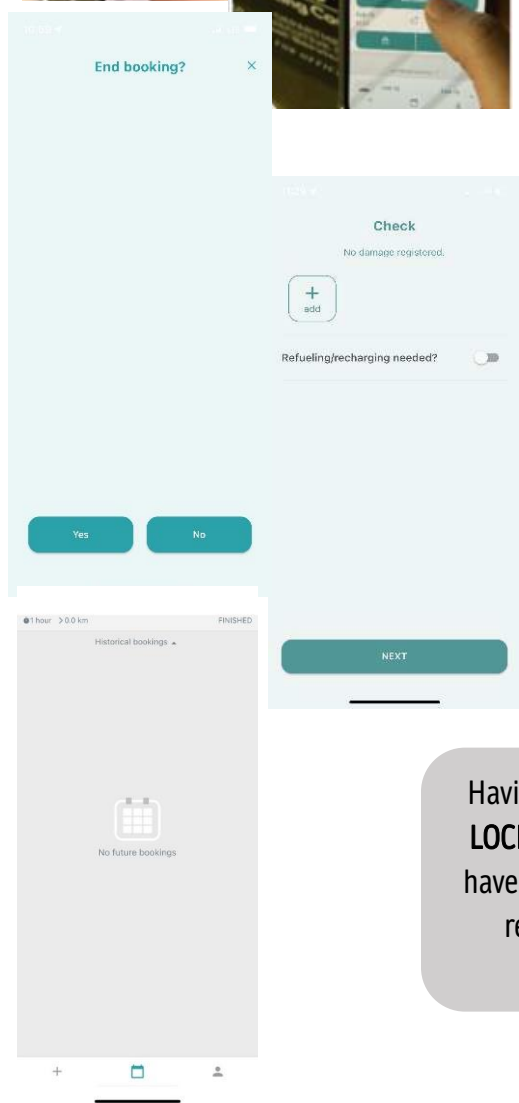 End booking?
×
Yes
No
Check
No damage registered.
+
add
Refueling/recharging needed?
NEXT
1 hour > 0.0 km
FINISHED
Historical bookings
No future bookings
+
Havi
LOC
have
re